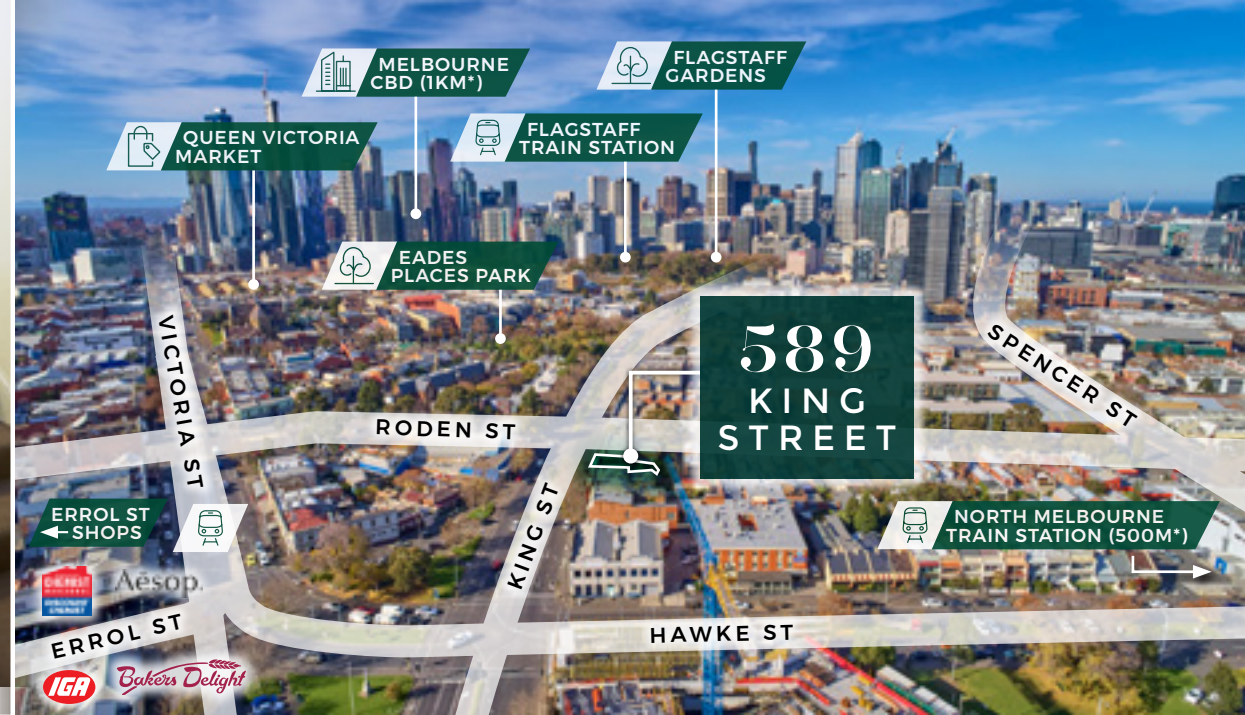 MELBOURNE
CBD (1KM*)
FLAGSTAFF
GARDENS
QUEEN VICTORIA
MARKET
FLAGSTAFF
TRAIN STATION
EADES
PLACES PARK
589
KING
STREET
VICTORIA ST
SPENCER ST
RODEN ST
KING ST
ERROL ST
SHOPS
NORTH MELBOURNE
TRAIN STATION (500M*)
CHEMIST
Aēsop.
ERROL ST
HAWKE ST
IGA
Bakers Delight